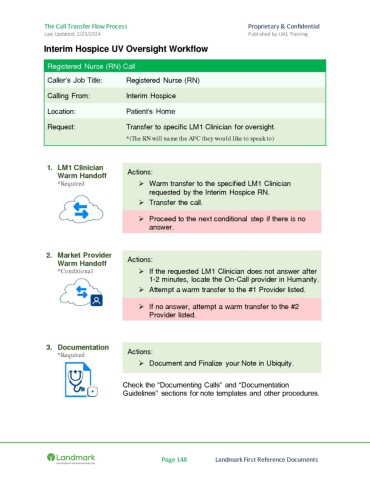 The Call Transfer Flow Process Proprietary & Confidential
Last Updated: 2/23/2024 Published by LM1 Training
Interim Hospice UV Oversight Workflow
Registered Nurse (RN) Call
Caller's Job Title: Registered Nurse (RN)
Calling From: Interim Hospice
Location: Patient's Home
Request: Transfer to specific LM1 Clinician for oversight.
*(The RN will name the APC they would like to speak to)
1. LM1 Clinician
Warm Handoff
*Required
Actions:
➢ Warm transfer to the specified LM1 Clinician
requested by the Interim Hospice RN.
➢ Transfer the call.
➢ Proceed to the next conditional step if there is no
answer.
2. Market Provider
Warm Handoff
*Conditional
Actions:
➢ If the requested LM1 Clinician does not answer after
1-2 minutes, locate the On-Call provider in Humanity.
➢ Attempt a warm transfer to the #1 Provider listed.
➢ If no answer, attempt a warm transfer to the #2
Provider listed.
3. Documentation
*Required
Actions:
➢ Document and Finalize your Note in Ubiquity.
Check the “Documenting Calls” and “Documentation
Guidelines” sections for note templates and other procedures.
Landmark
Page 148 Landmark First Reference Documents